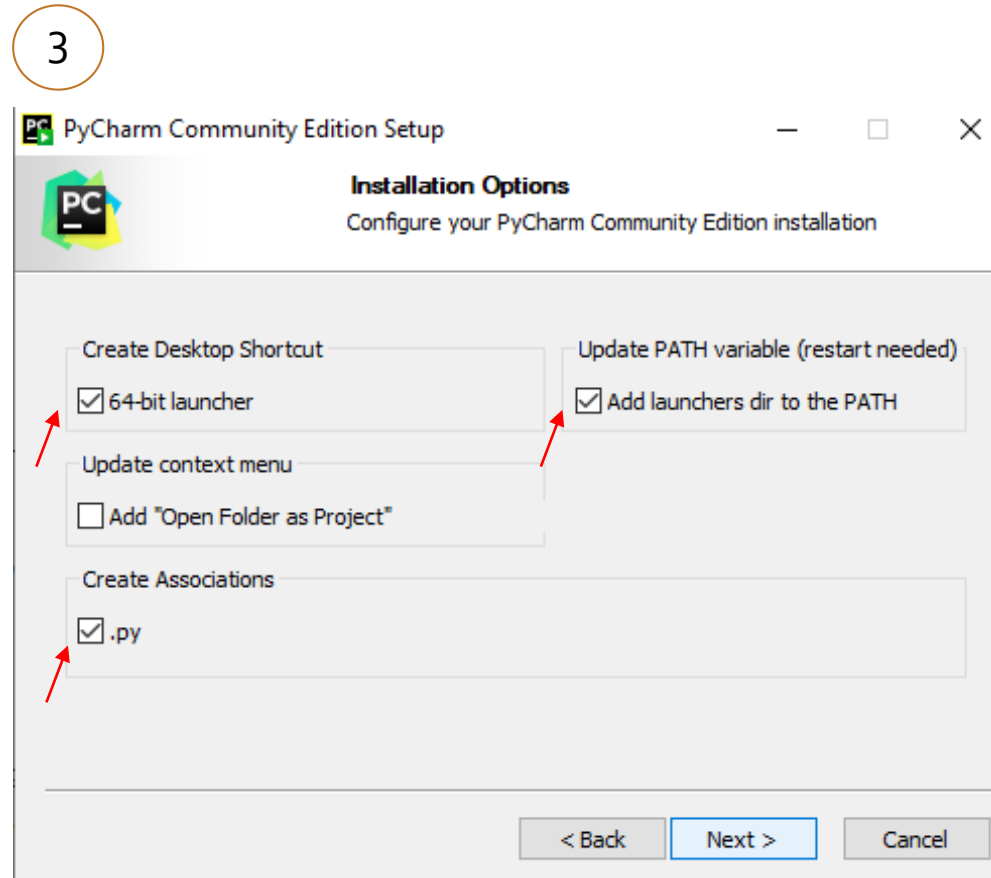 3
PC PyCharm Community Edition Setup
PC
Installation Options
Configure your PyCharm Community Edition installation
Create Desktop Shortcut
64-bit launcher
Update PATH variable (restart needed)
Add launchers dir to the PATH
Update context menu
Add "Open Folder as Project"
Create Associations
.py
< Back Next > Cancel